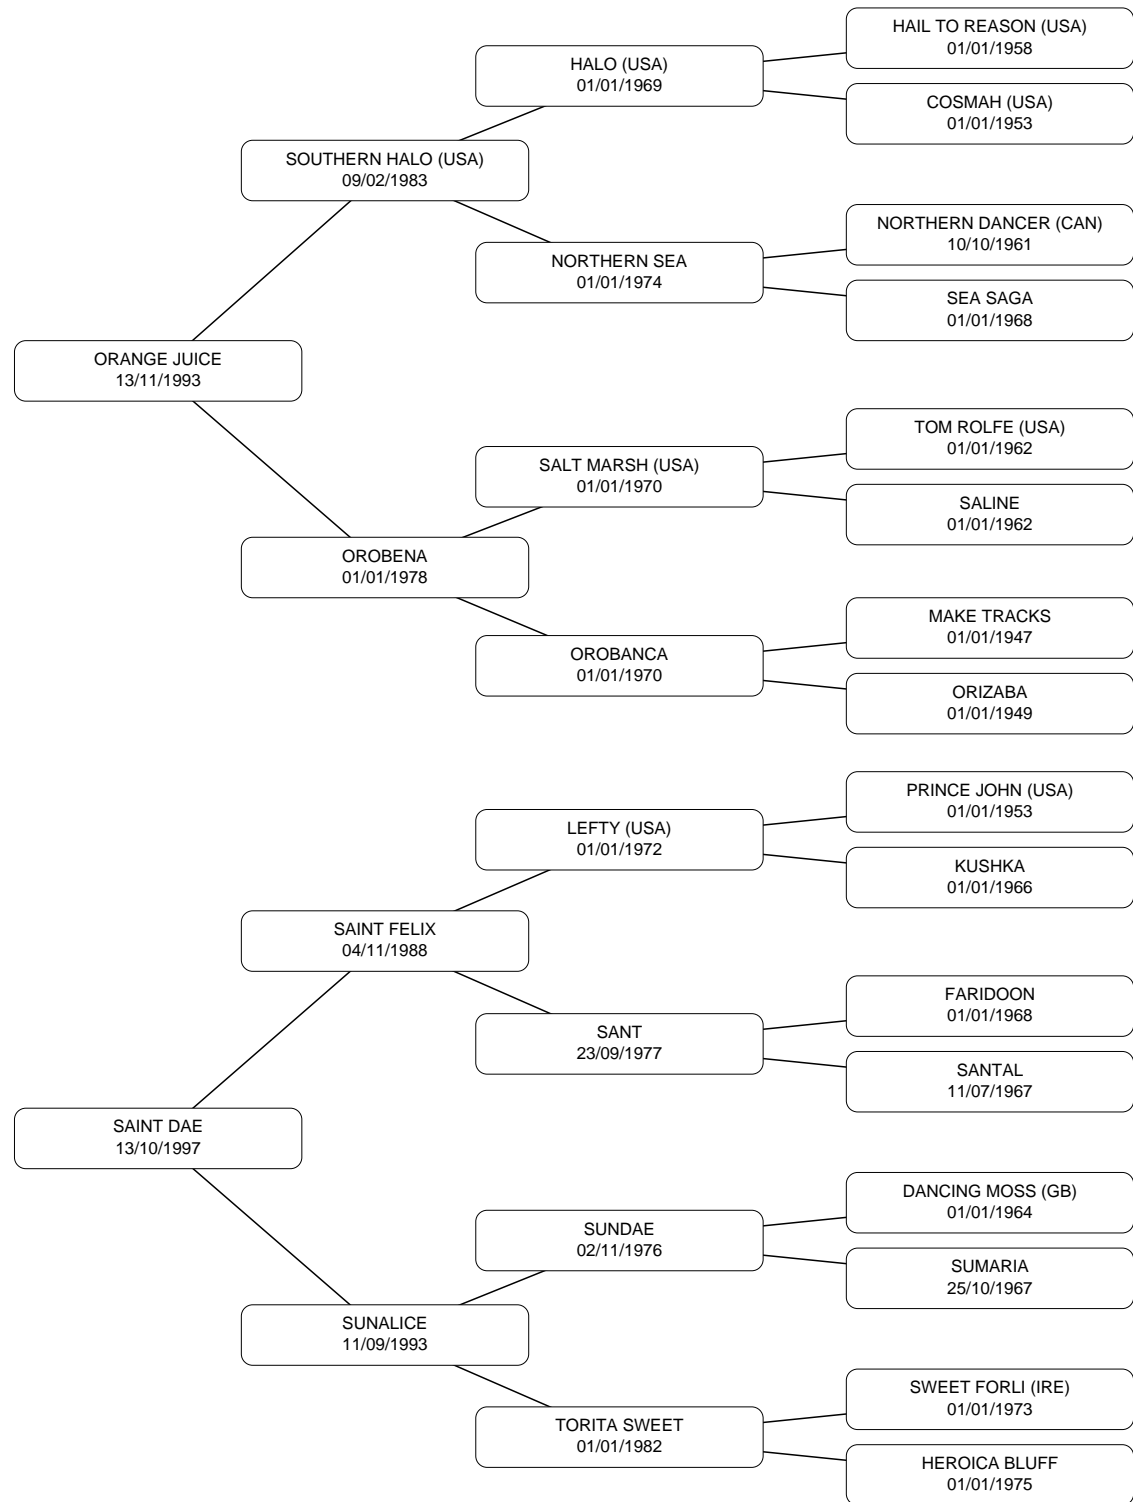 HAIL TO REASON (USA)
01/01/1958
HALO (USA)
01/01/1969
COSMAH (USA)
01/01/1953
SOUTHERN HALO (USA)
09/02/1983
NORTHERN DANCER (CAN)
10/10/1961
NORTHERN SEA
01/01/1974
SEA SAGA
01/01/1968
ORANGE JUICE
13/11/1993
TOM ROLFE (USA)
01/01/1962
SALT MARSH (USA)
01/01/1970
SALINE
01/01/1962
OROBENA
01/01/1978
MAKE TRACKS
01/01/1947
OROBANCA
01/01/1970
ORIZABA
01/01/1949
PRINCE JOHN (USA)
01/01/1953
LEFTY (USA)
01/01/1972
KUSHKA
01/01/1966
SAINT FELIX
04/11/1988
FARIDOON
01/01/1968
SANT
23/09/1977
SANTAL
11/07/1967
SAINT DAE
13/10/1997
DANCING MOSS (GB)
01/01/1964
SUNDAE
02/11/1976
SUMARIA
25/10/1967
SUNALICE
11/09/1993
SWEET FORLI (IRE)
01/01/1973
TORITA SWEET
01/01/1982
HEROICA BLUFF
01/01/1975